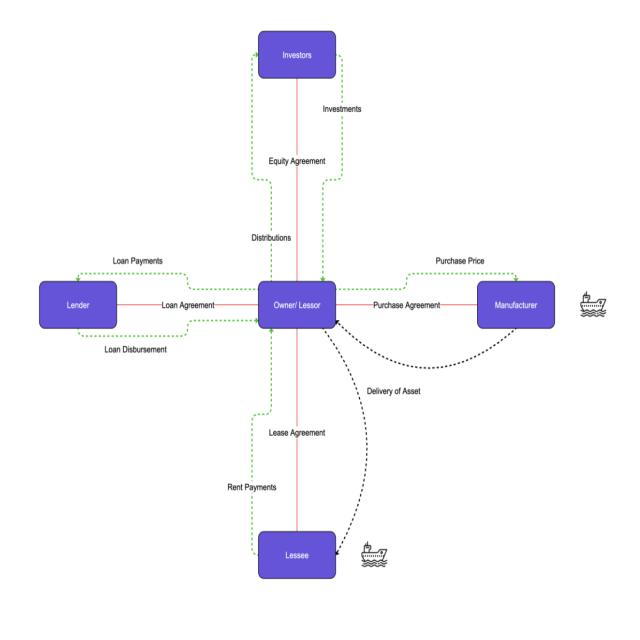 Investors
Investments
Equity Agreement
Distributions
Loan Payments
Purchase Price
Lender
Loan Agreement
Owner/ Lessor
Purchase Agreement
Manufacturer
Loan Disbursement
Delivery of Asset
Lease Agreement
Rent Payments
Lessee